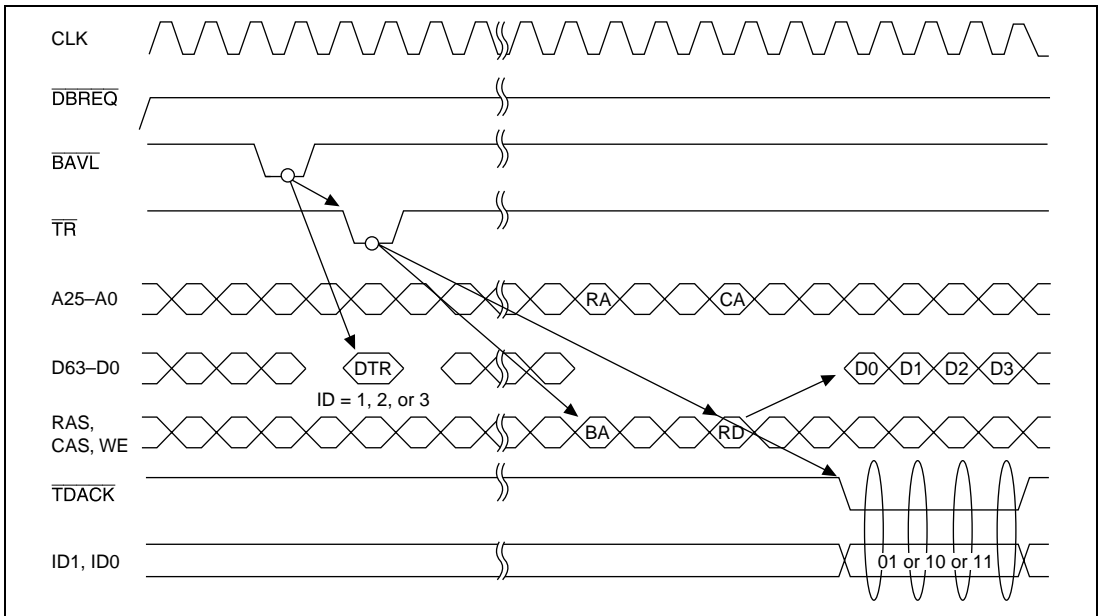 CLK
DBREQ
BAVL
TR
A25–A0 RA CA
D63–D0 DTR D0 D1 D2 D3
ID = 1, 2, or 3
RAS,
CAS, WE BA RD
TDACK
ID1, ID0 01 or 10 or 11